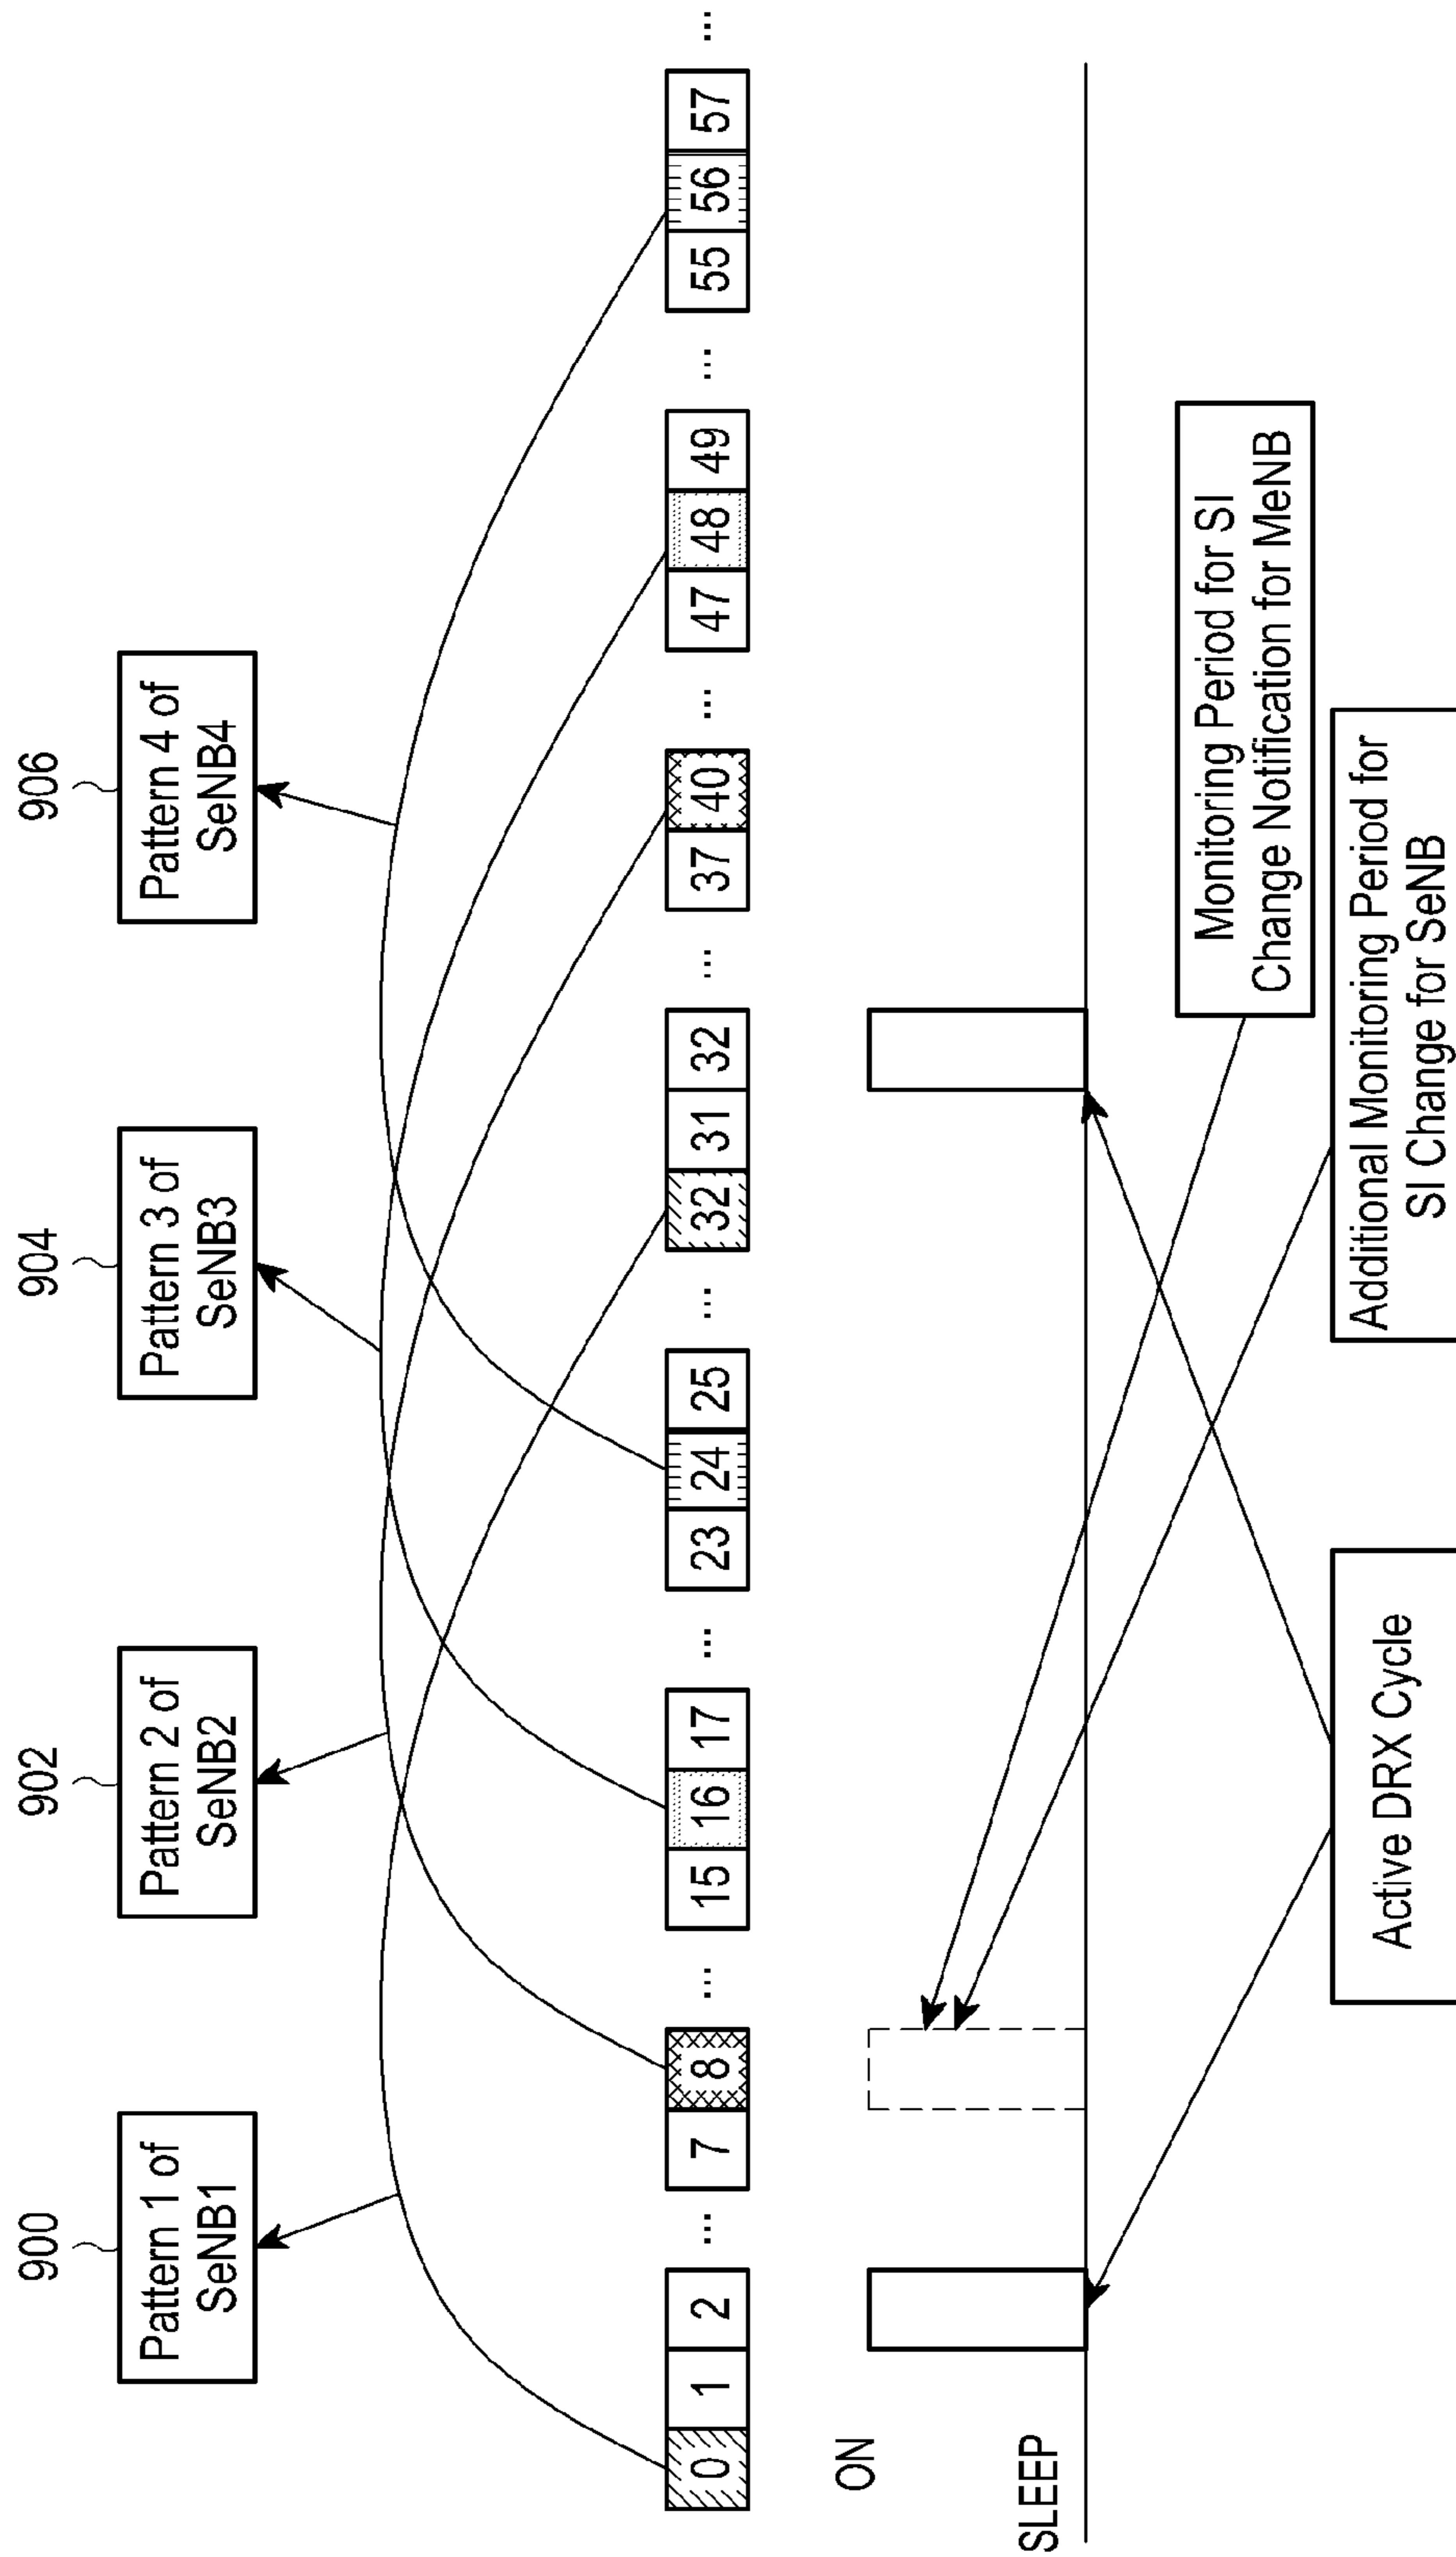 900
902
904
906
Pattern 1 of
SeNB1
Pattern 2 of
SeNB2
Pattern 3 of
SeNB3
Pattern 4 of
SeNB4
0 1 2 ... 7 8 ... 15 16 17 ... 23 24 25 ... 32 31 32 ... 37 40 ... 47 48 49 ... 55 56 57 ...
ON
SLEEP
Monitoring Period for SI
Change Notification for MeNB
Active DRX Cycle
Additional Monitoring Period for
SI Change for SeNB